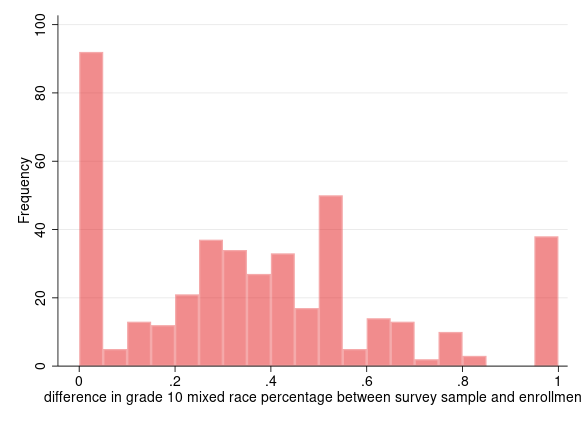 100
80
60
40
20
0
Frequency
0 .2 .4 .6 .8 1
difference in grade 10 mixed race percentage between survey sample and enrollmen